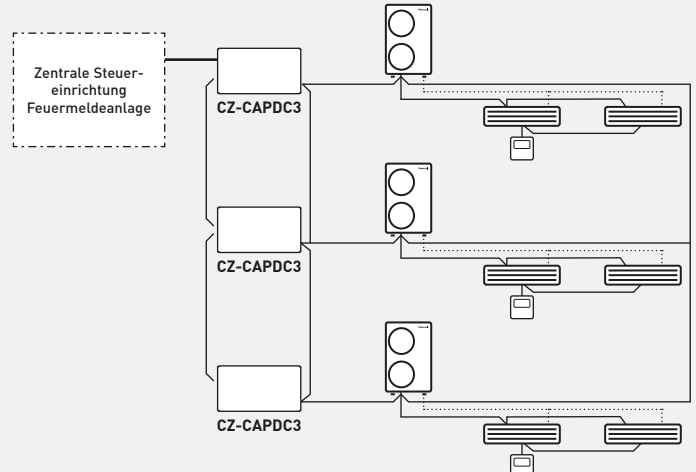 Zentrale Steuer-
einrichtung
Feuermeldeanlage
CZ-CAPDC3
CZ-CAPDC3
CZ-CAPDC3